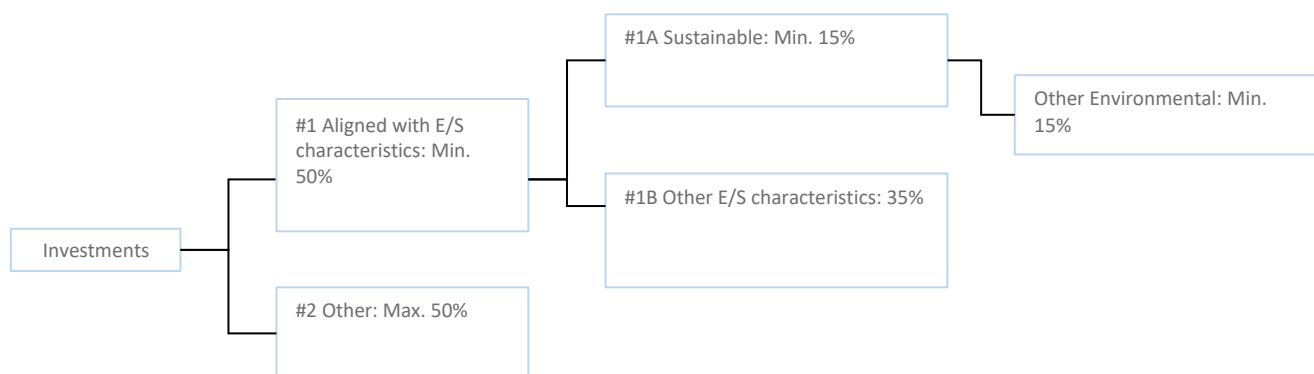 #1A Sustainable: Min. 15%
Other Environmental: Min.
15%
#1 Aligned with E/S
characteristics: Min.
50%
#1B Other E/S characteristics: 35%
Investments
#2 Other: Max. 50%